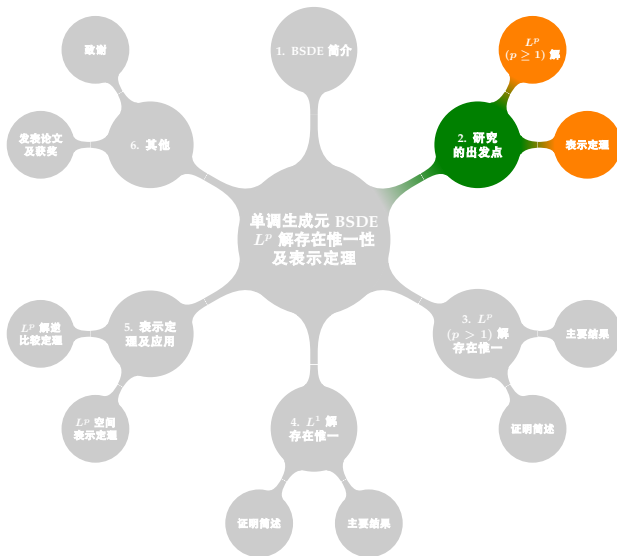 单调生成元 BSDE
L^p 解存在惟一性
及表示定理
1. BSDE 简介
2. 研究
的出发点
L^p
(p ≥ 1) 解
表示定理
3. L^p
(p > 1) 解
存在惟一
主要结果
证明简述
4. L^1 解
存在惟一
主要结果
证明简述
5. 表示定
理及应用
L^p 空间
表示定理
L^p 解逆
比较定理
6. 其他
发表论文
及获奖
致谢